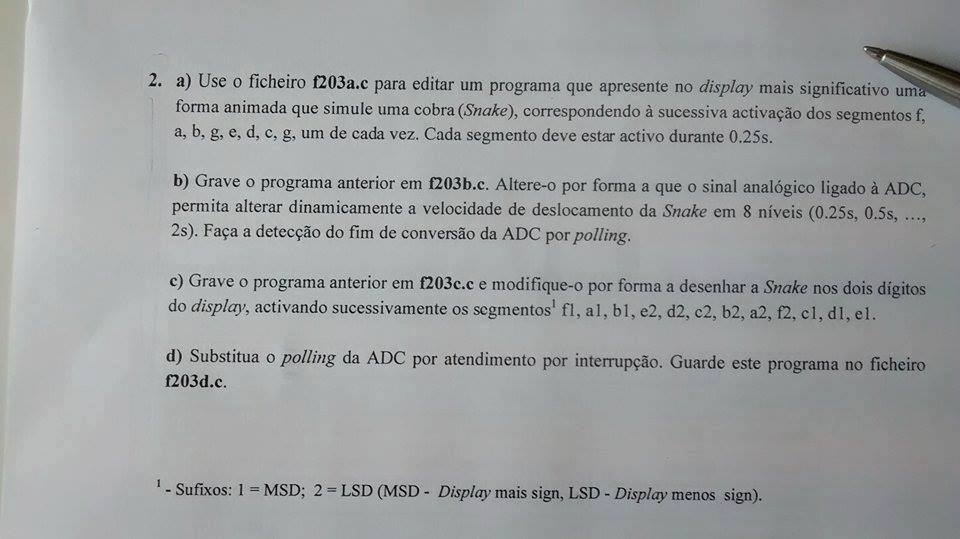 2. a) Use o ficheiro f203a.c para editar um programa que apresente no display mais significativo uma
forma animada que simule uma cobra (Snake), correspondendo à sucessiva activação dos segmentos f,
a, b, g, e, d, c, g, um de cada vez. Cada segmento deve estar activo durante 0.25s.
b) Grave o programa anterior em f203b.c. Altere-o por forma a que o sinal analógico ligado à ADC,
permita alterar dinamicamente a velocidade de deslocamento da Snake em 8 níveis (0.25s, 0.5s, …,
2s). Faça a detecção do fim de conversão da ADC por polling.
c) Grave o programa anterior em f203c.c e modifique-o por forma a desenhar a Snake nos dois dígitos
do display, activando sucessivamente os segmentos¹ f1, a1, b1, e2, d2, c2, b2, a2, f2, c1, d1, e1.
d) Substitua o polling da ADC por atendimento por interrupção. Guarde este programa no ficheiro
f203d.c.
¹ - Sufixos: 1 = MSD; 2 = LSD (MSD - Display mais sign, LSD - Display menos sign).